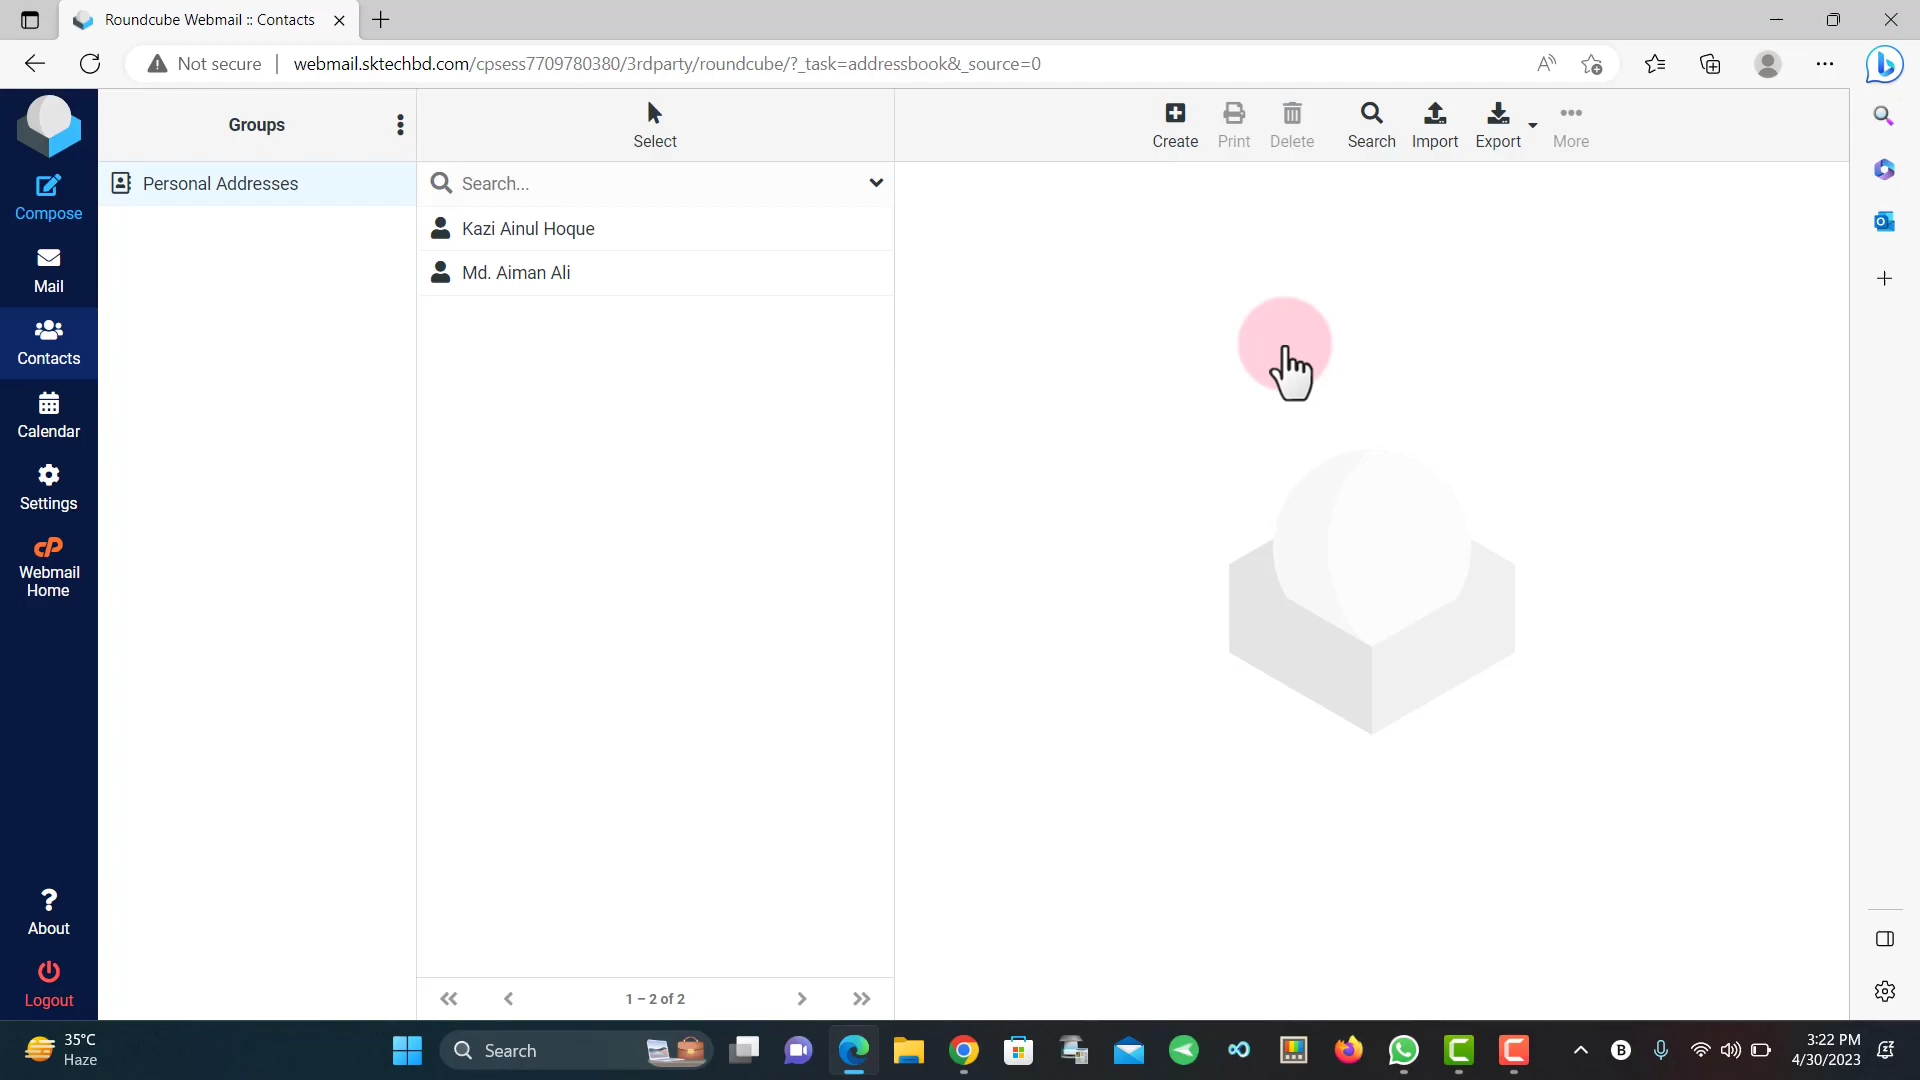 Roundcube Webmail :: Contacts
Not secure
webmail.sktechbd.com/cpsess7709780380/3rdparty/roundcube/?_task=addressbook&_source=0
Compose
Mail
Contacts
Calendar
Settings
Webmail
Home
About
Logout
Groups
Personal Addresses
Select
Search...
Kazi Ainul Hoque
Md. Aiman Ali
1 – 2 of 2
Create Print Delete Search Import Export More
35°C
Haze
Search
3:22 PM
4/30/2023